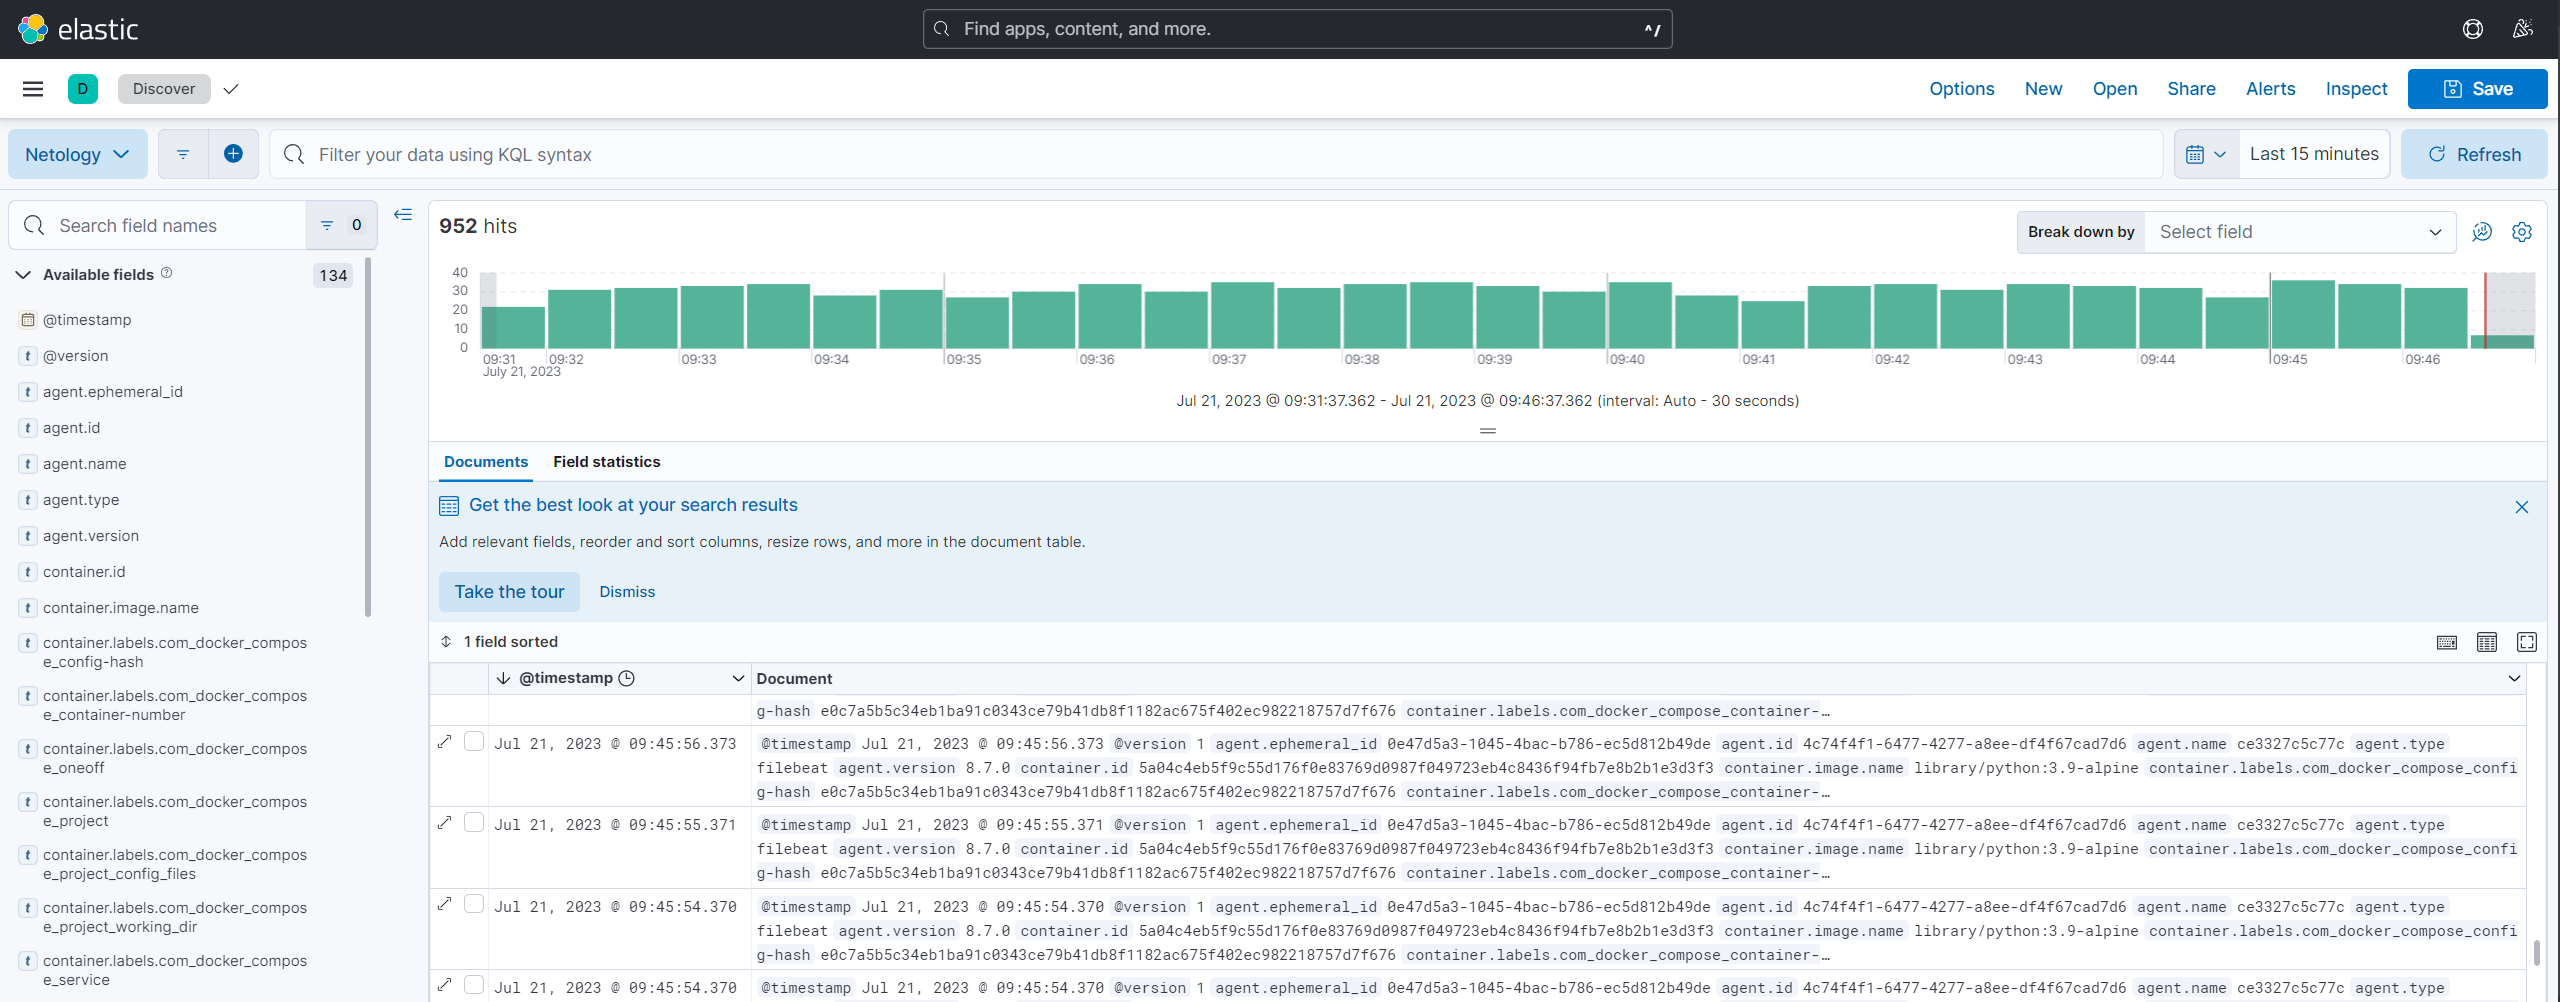 elastic
Find apps, content, and more.
^/
D
Discover
Options
New
Open
Share
Alerts
Inspect
Save
Netology
Filter your data using KQL syntax
Last 15 minutes
Refresh
Search field names
0
Available fields
134
@timestamp
@version
agent.ephemeral_id
agent.id
agent.name
agent.type
agent.version
container.id
container.image.name
container.labels.com_docker_compos
e_config-hash
container.labels.com_docker_compos
e_container-number
container.labels.com_docker_compos
e_oneoff
container.labels.com_docker_compos
e_project
container.labels.com_docker_compos
e_project_config_files
container.labels.com_docker_compos
e_project_working_dir
container.labels.com_docker_compos
e_service
952 hits
Break down by
Select field
40
30
20
10
0
09:31 09:32 09:33 09:34 09:35 09:36 09:37 09:38 09:39 09:40 09:41 09:42 09:43 09:44 09:45 09:46
July 21, 2023
Jul 21, 2023 @ 09:31:37.362 - Jul 21, 2023 @ 09:46:37.362 (interval: Auto - 30 seconds)
Documents
Field statistics
Get the best look at your search results
Add relevant fields, reorder and sort columns, resize rows, and more in the document table.
Take the tour
Dismiss
1 field sorted
@timestamp
Document
g-hash e0c7a5b5c34eb1ba91c0343ce79b41db8f1182ac675f402ec982218757d7f676 container.labels.com_docker_compose_container-…
Jul 21, 2023 @ 09:45:56.373
@timestamp Jul 21, 2023 @ 09:45:56.373 @version 1 agent.ephemeral_id 0e47d5a3-1045-4bac-b786-ec5d812b49de agent.id 4c74f4f1-6477-4277-a8ee-df4f67cad7d6 agent.name ce3327c5c77c agent.type
filebeat agent.version 8.7.0 container.id 5a04c4eb5f9c55d176f0e83769d0987f049723eb4c8436f94fb7e8b2b1e3d3f3 container.image.name library/python:3.9-alpine container.labels.com_docker_compose_confi
g-hash e0c7a5b5c34eb1ba91c0343ce79b41db8f1182ac675f402ec982218757d7f676 container.labels.com_docker_compose_container-…
Jul 21, 2023 @ 09:45:55.371
@timestamp Jul 21, 2023 @ 09:45:55.371 @version 1 agent.ephemeral_id 0e47d5a3-1045-4bac-b786-ec5d812b49de agent.id 4c74f4f1-6477-4277-a8ee-df4f67cad7d6 agent.name ce3327c5c77c agent.type
filebeat agent.version 8.7.0 container.id 5a04c4eb5f9c55d176f0e83769d0987f049723eb4c8436f94fb7e8b2b1e3d3f3 container.image.name library/python:3.9-alpine container.labels.com_docker_compose_confi
g-hash e0c7a5b5c34eb1ba91c0343ce79b41db8f1182ac675f402ec982218757d7f676 container.labels.com_docker_compose_container-…
Jul 21, 2023 @ 09:45:54.370
@timestamp Jul 21, 2023 @ 09:45:54.370 @version 1 agent.ephemeral_id 0e47d5a3-1045-4bac-b786-ec5d812b49de agent.id 4c74f4f1-6477-4277-a8ee-df4f67cad7d6 agent.name ce3327c5c77c agent.type
filebeat agent.version 8.7.0 container.id 5a04c4eb5f9c55d176f0e83769d0987f049723eb4c8436f94fb7e8b2b1e3d3f3 container.image.name library/python:3.9-alpine container.labels.com_docker_compose_confi
g-hash e0c7a5b5c34eb1ba91c0343ce79b41db8f1182ac675f402ec982218757d7f676 container.labels.com_docker_compose_container-…
Jul 21, 2023 @ 09:45:54.370
@timestamp Jul 21, 2023 @ 09:45:54.370 @version 1 agent.ephemeral_id 0e47d5a3-1045-4bac-b786-ec5d812b49de agent.id 4c74f4f1-6477-4277-a8ee-df4f67cad7d6 agent.name ce3327c5c77c agent.type